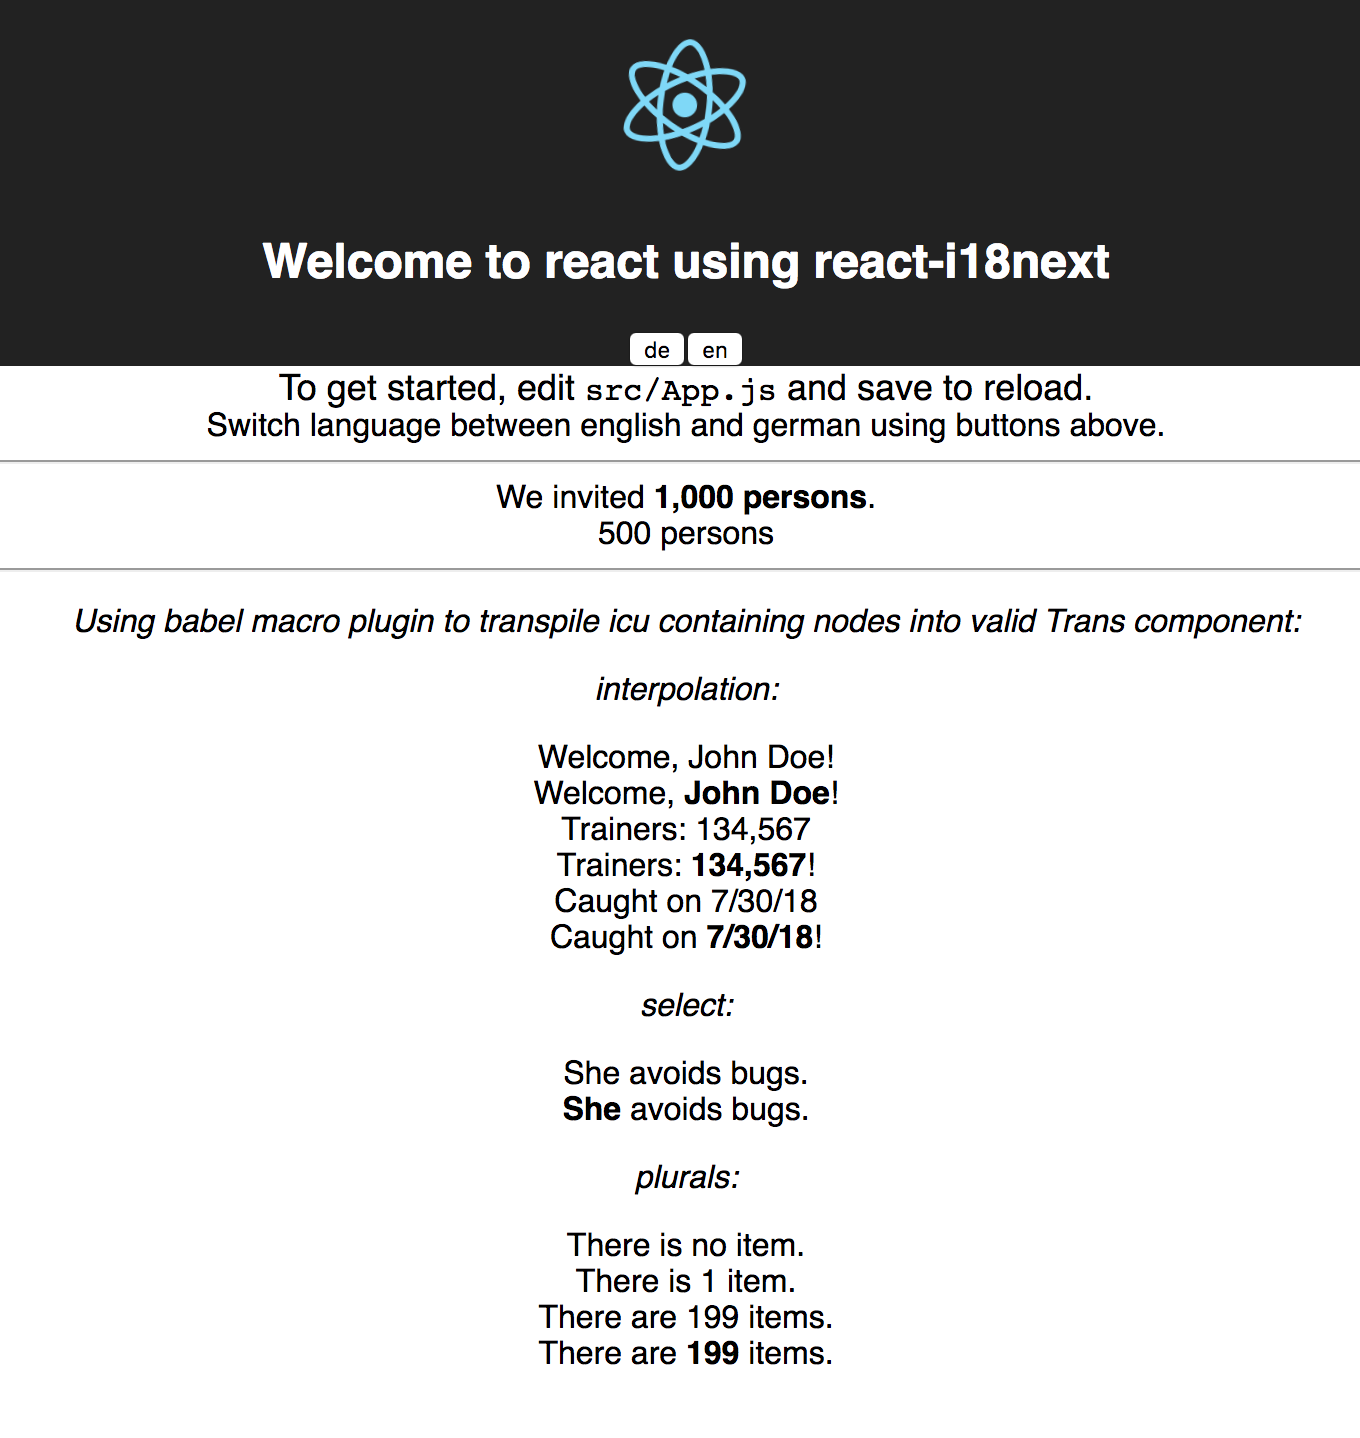 Welcome to react using react-i18next
de en
To get started, edit src/App.js and save to reload.
Switch language between english and german using buttons above.
We invited 1,000 persons.
500 persons
Using babel macro plugin to transpile icu containing nodes into valid Trans component:
interpolation:
Welcome, John Doe!
Welcome, John Doe!
Trainers: 134,567
Trainers: 134,567!
Caught on 7/30/18
Caught on 7/30/18!
select:
She avoids bugs.
She avoids bugs.
plurals:
There is no item.
There is 1 item.
There are 199 items.
There are 199 items.